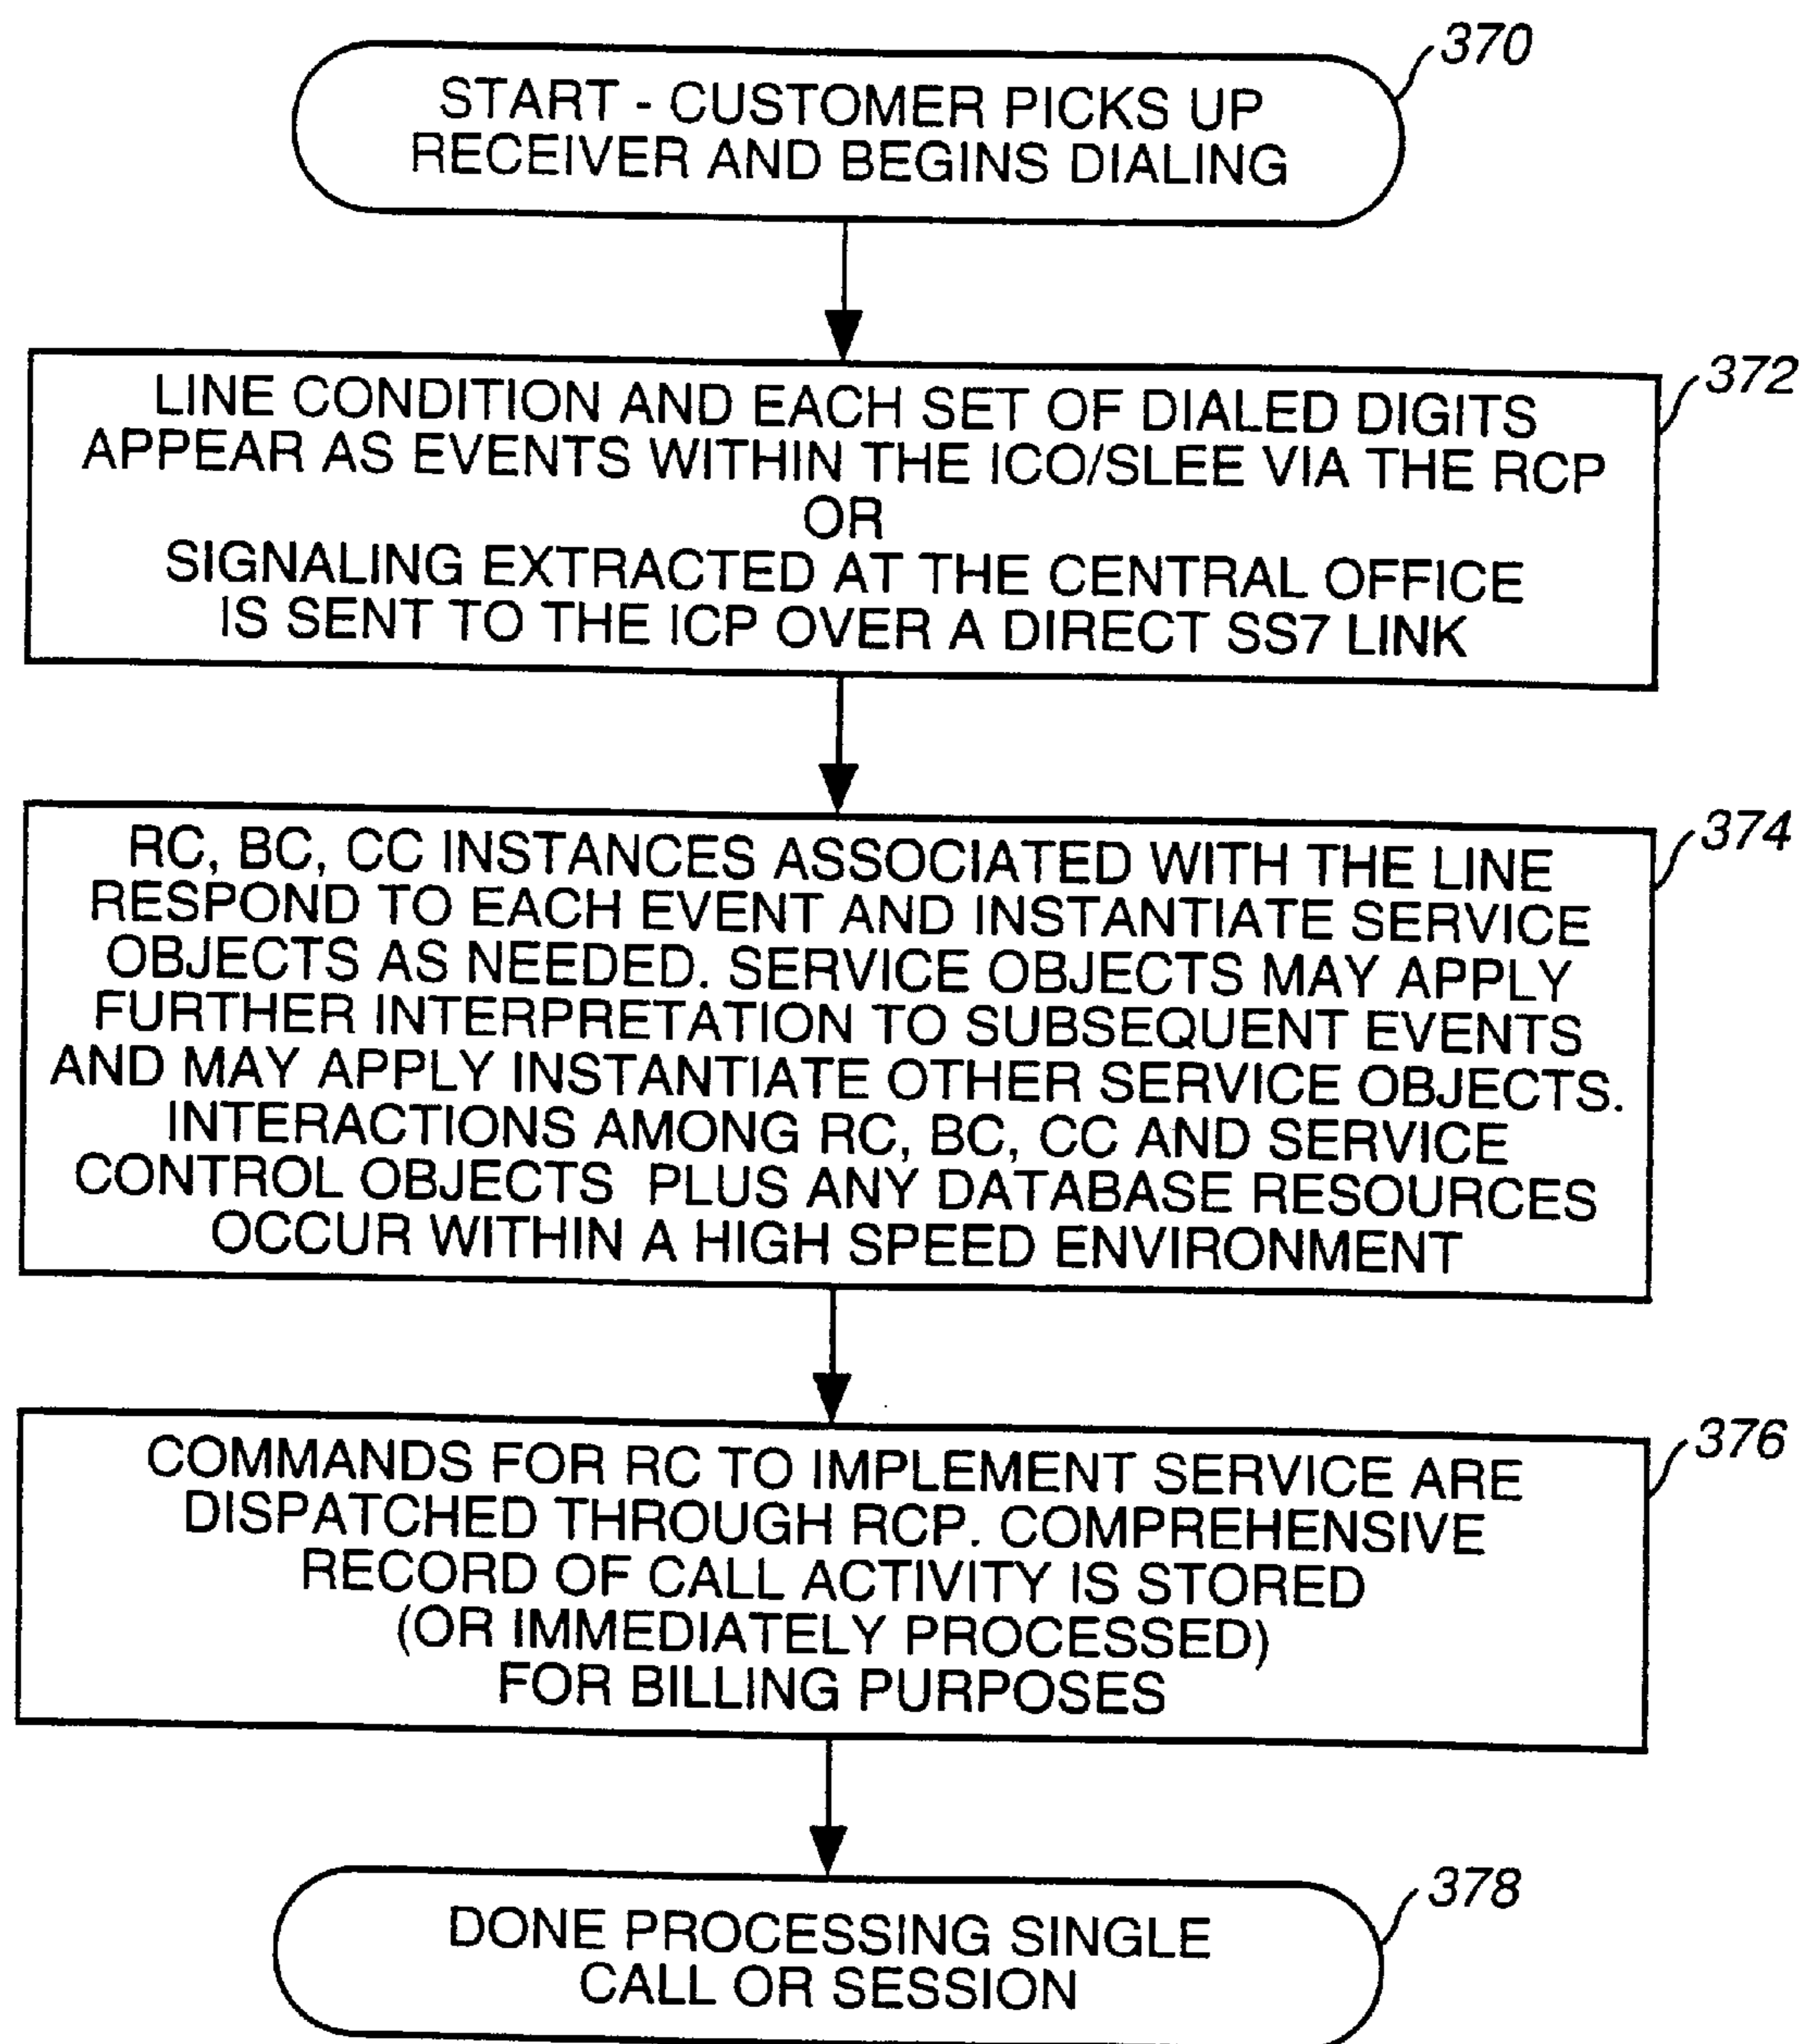 370
START - CUSTOMER PICKS UP
RECEIVER AND BEGINS DIALING
372
LINE CONDITION AND EACH SET OF DIALED DIGITS
APPEAR AS EVENTS WITHIN THE ICO/SLEE VIA THE RCP
OR
SIGNALING EXTRACTED AT THE CENTRAL OFFICE
IS SENT TO THE ICP OVER A DIRECT SS7 LINK
374
RC, BC, CC INSTANCES ASSOCIATED WITH THE LINE
RESPOND TO EACH EVENT AND INSTANTIATE SERVICE
OBJECTS AS NEEDED. SERVICE OBJECTS MAY APPLY
FURTHER INTERPRETATION TO SUBSEQUENT EVENTS
AND MAY APPLY INSTANTIATE OTHER SERVICE OBJECTS.
INTERACTIONS AMONG RC, BC, CC AND SERVICE
CONTROL OBJECTS PLUS ANY DATABASE RESOURCES
OCCUR WITHIN A HIGH SPEED ENVIRONMENT
376
COMMANDS FOR RC TO IMPLEMENT SERVICE ARE
DISPATCHED THROUGH RCP. COMPREHENSIVE
RECORD OF CALL ACTIVITY IS STORED
(OR IMMEDIATELY PROCESSED)
FOR BILLING PURPOSES
378
DONE PROCESSING SINGLE
CALL OR SESSION